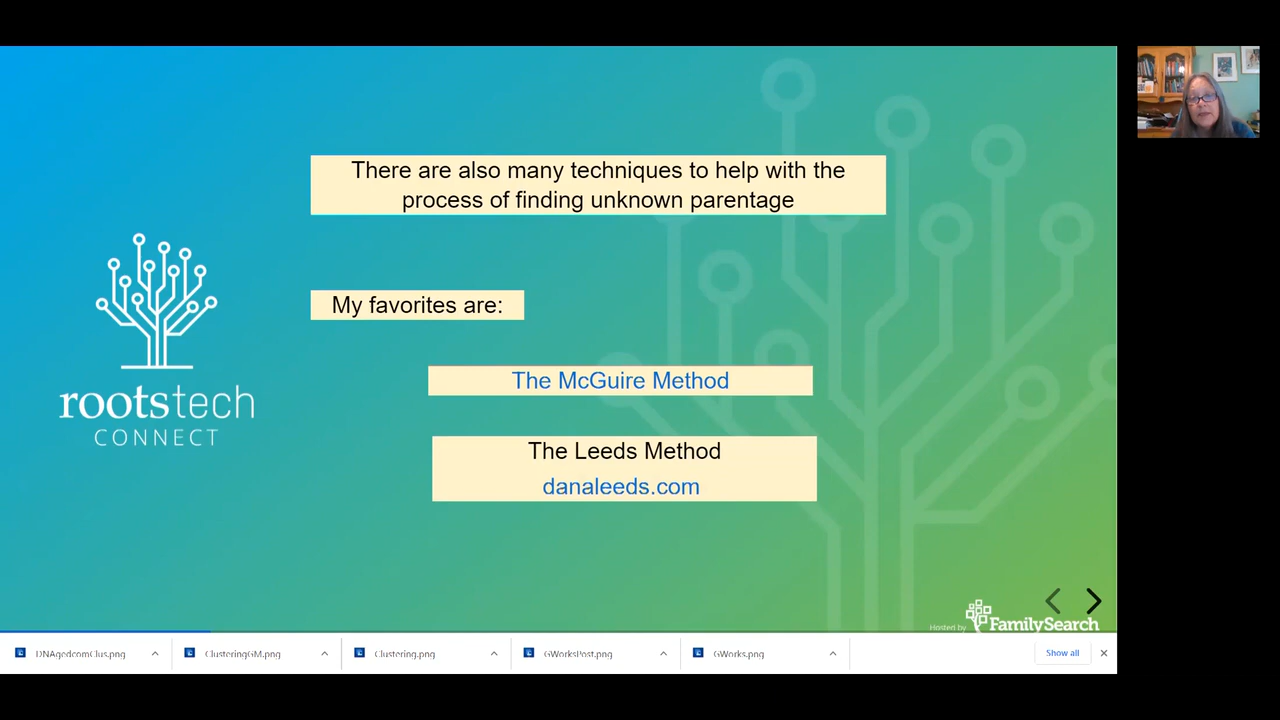 There are also many techniques to help with the
process of finding unknown parentage
My favorites are:
The McGuire Method
The Leeds Method
danaleeds.com
rootstech
CONNECT
Hosted by
FamilySearch
DNAgedcomClus.png
ClusteringGM.png
Clustering.png
GWorksPost.png
GWorks.png
Show all